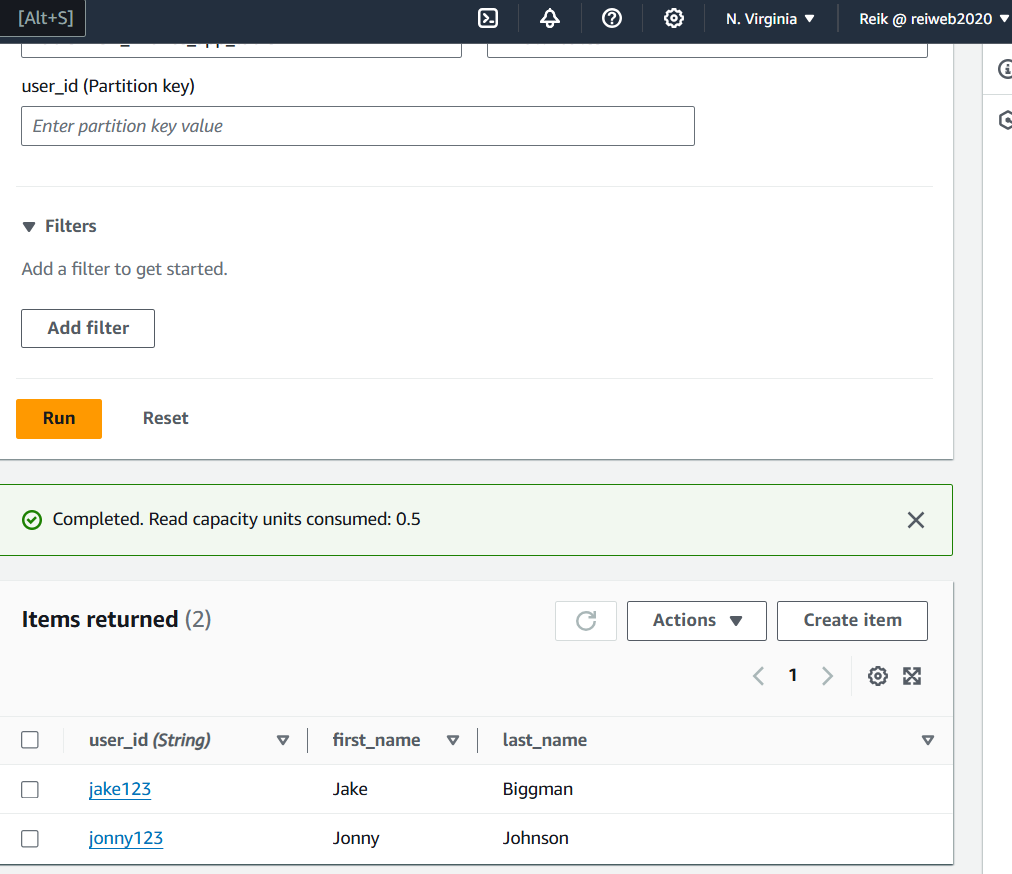 [Alt+S] N. Virginia Reik @ reiweb2020
user_id (Partition key)
Enter partition key value
Filters
Add a filter to get started.
Add filter
Run Reset
Completed. Read capacity units consumed: 0.5
Items returned (2) Actions Create item
1
user_id (String) first_name last_name
jake123 Jake Biggman
jonny123 Jonny Johnson